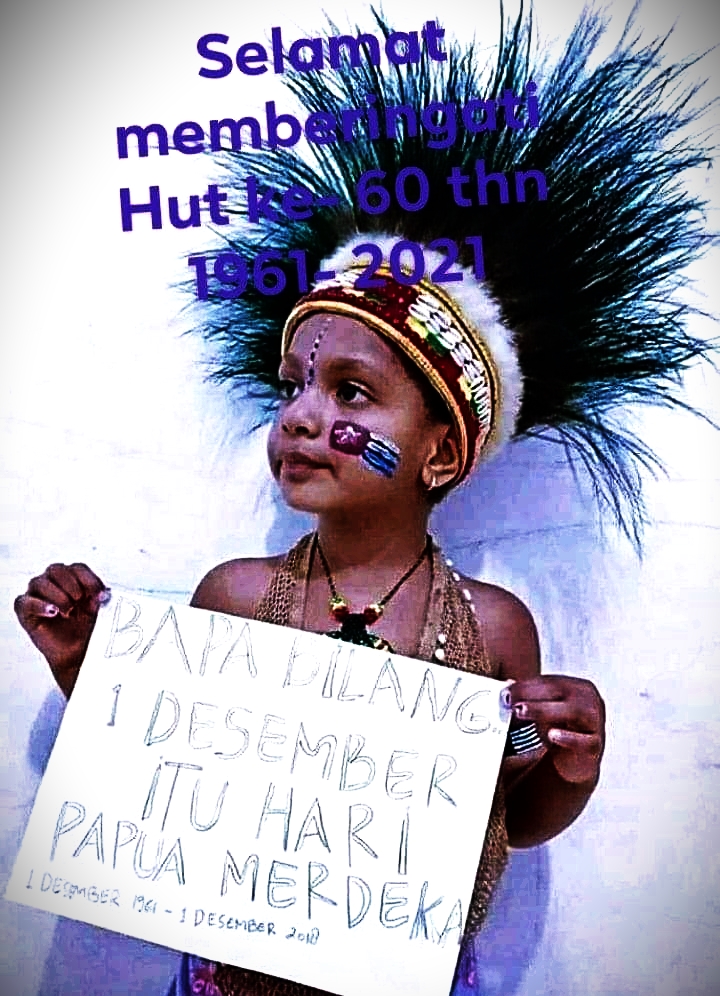 Selamat
memberingati
Hut ke- 60 thn
1961- 2021
BAPA BILANG..
1 DESEMBER
ITU HARI
PAPUA MERDEKA
1 DESEMBER 1961 - 1 DESEMBER 2018